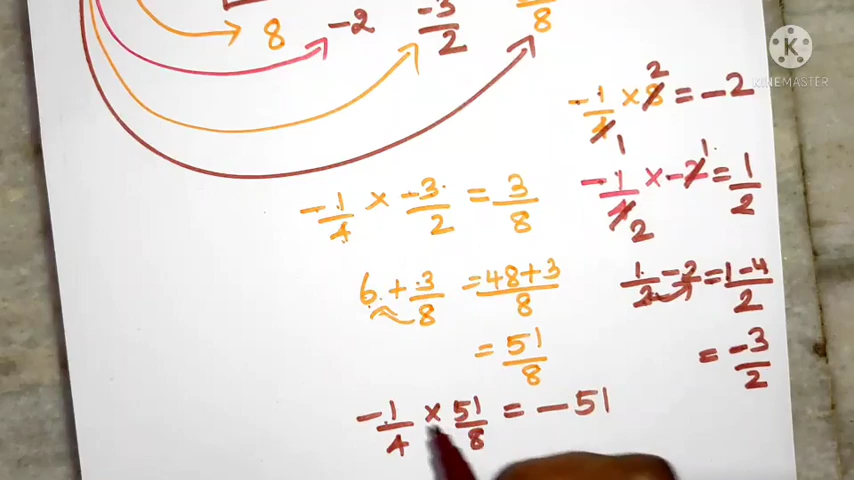 8 -2 -3/2 /8
K
KINEMASTER
-1/4 × 8 2 = -2
1
-1/4 × -3/2 = 3/8
-1/4 × -2 1 = 1/2
2
6 + 3/8 = 48+3/8
1/2 - 2 = 1-4/2
= 51/8
= -3/2
-1/4 × 51/8 = -51